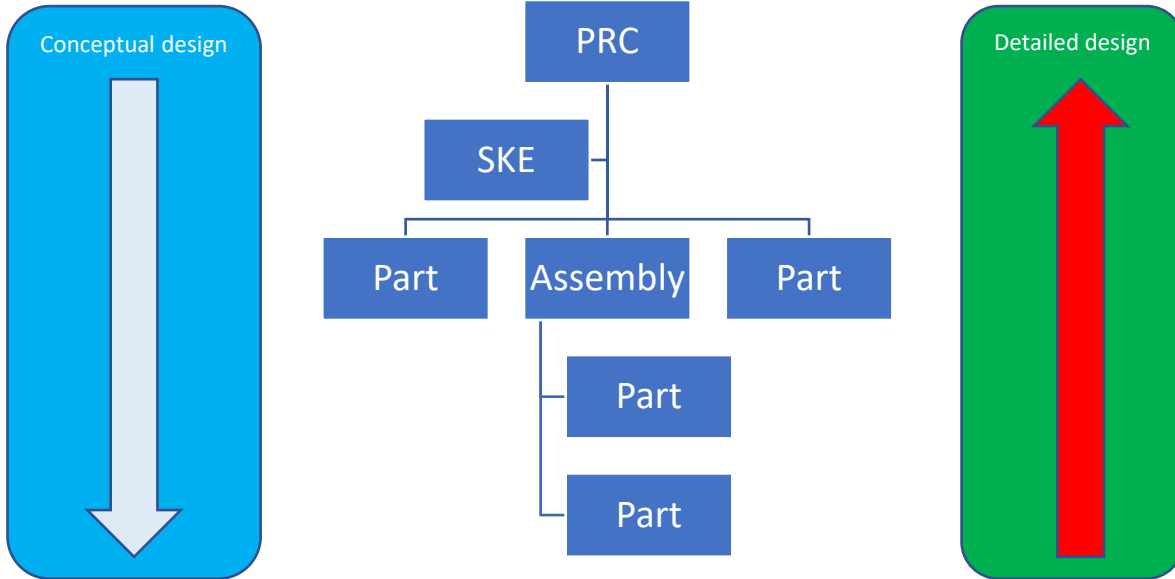 Conceptual design
PRC
Detailed design
SKE
Part
Assembly
Part
Part
Part